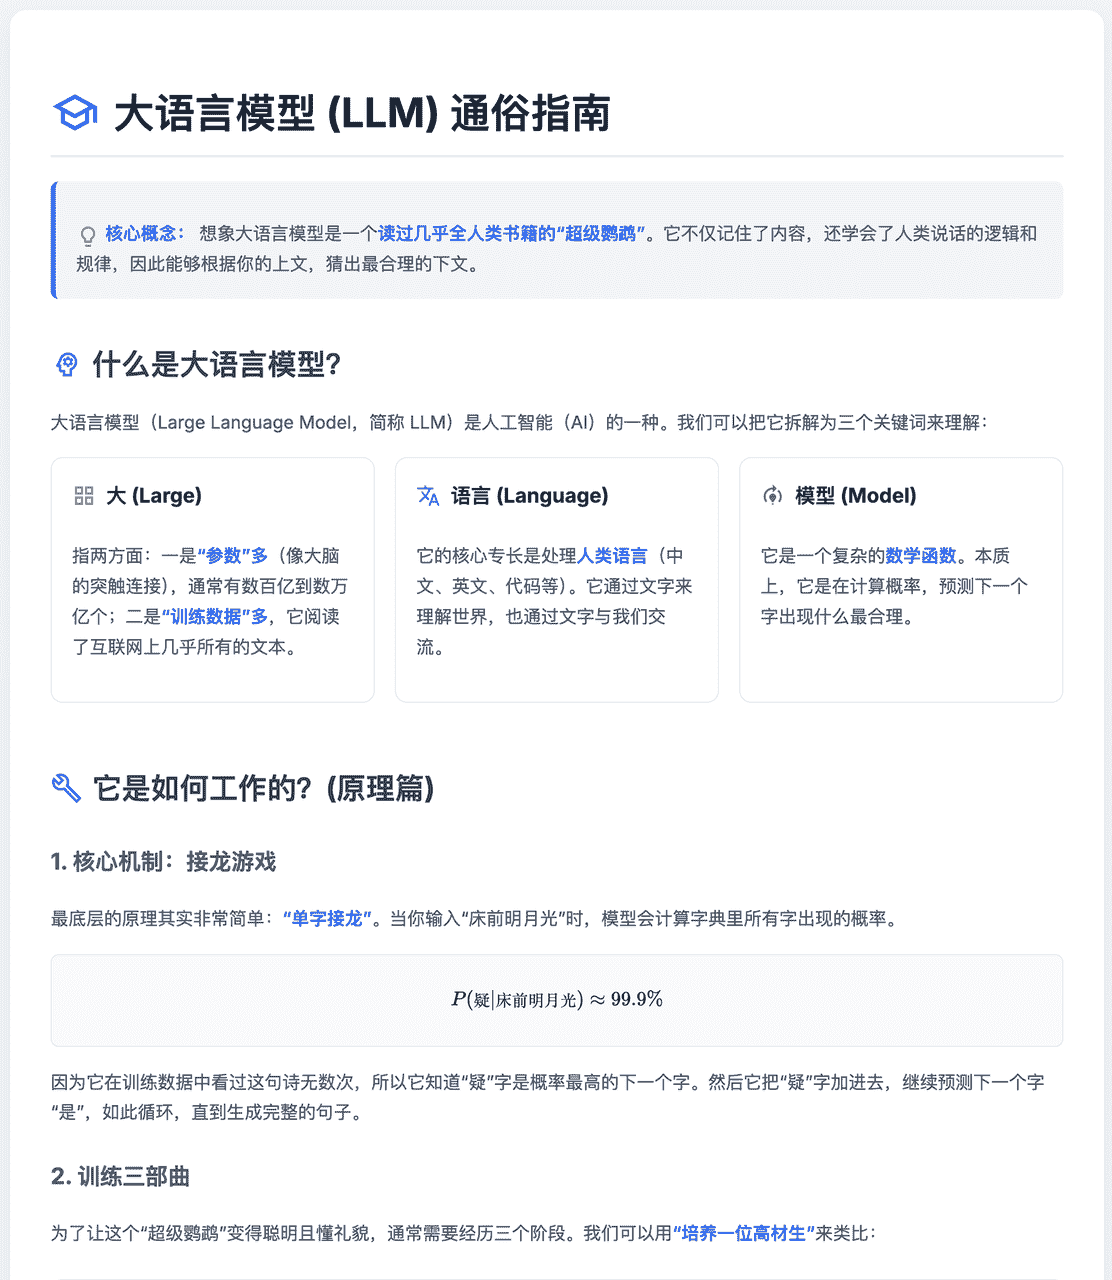 大语言模型 (LLM) 通俗指南
核心概念： 想象大语言模型是一个读过几乎全人类书籍的“超级鹦鹉”。它不仅记住了内容，还学会了人类说话的逻辑和
规律，因此能够根据你的上文，猜出最合理的下文。
什么是大语言模型？
大语言模型（Large Language Model，简称 LLM）是人工智能（AI）的一种。我们可以把它拆解为三个关键词来理解：
大 (Large)
指两方面：一是“参数”多（像大脑
的突触连接），通常有数百亿到数万
亿个；二是“训练数据”多，它阅读
了互联网上几乎所有的文本。
语言 (Language)
它的核心专长是处理人类语言（中
文、英文、代码等）。它通过文字来
理解世界，也通过文字与我们交
流。
模型 (Model)
它是一个复杂的数学函数。本质
上，它是在计算概率，预测下一个
字出现什么最合理。
它是如何工作的？(原理篇)
1. 核心机制：接龙游戏
最底层的原理其实非常简单：“单字接龙”。当你输入“床前明月光”时，模型会计算字典里所有字出现的概率。
P(疑|床前明月光) ≈ 99.9%
因为它在训练数据中看过这句诗无数次，所以它知道“疑”字是概率最高的下一个字。然后它把“疑”字加进去，继续预测下一个字
“是”，如此循环，直到生成完整的句子。
2. 训练三部曲
为了让这个“超级鹦鹉”变得聪明且懂礼貌，通常需要经历三个阶段。我们可以用“培养一位高材生”来类比：